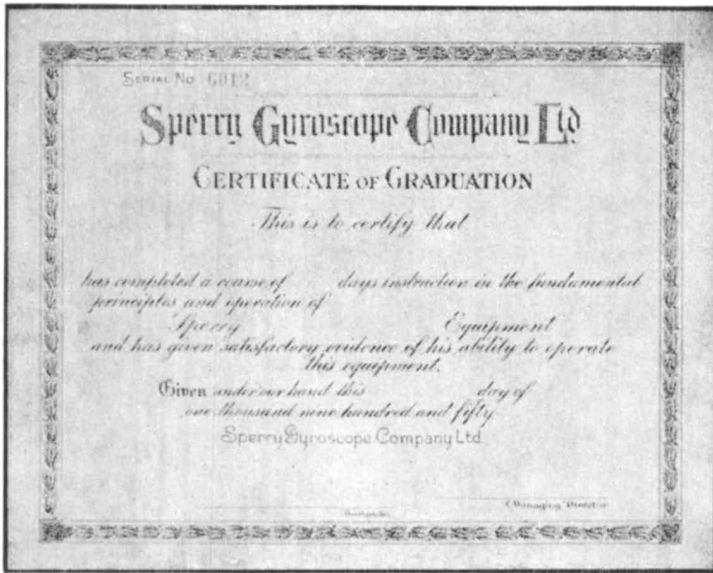 SERIAL No 6012
Sperry Gyroscope Company Ltd
CERTIFICATE OF GRADUATION
This is to certify that
has completed a course of days instruction in the fundamental
principles and operation of
Sperry Equipment
and has given satisfactory evidence of his ability to operate
this equipment.
Given under our hand this day of
one thousand nine hundred and fifty
Sperry Gyroscope Company Ltd.
Managing Director